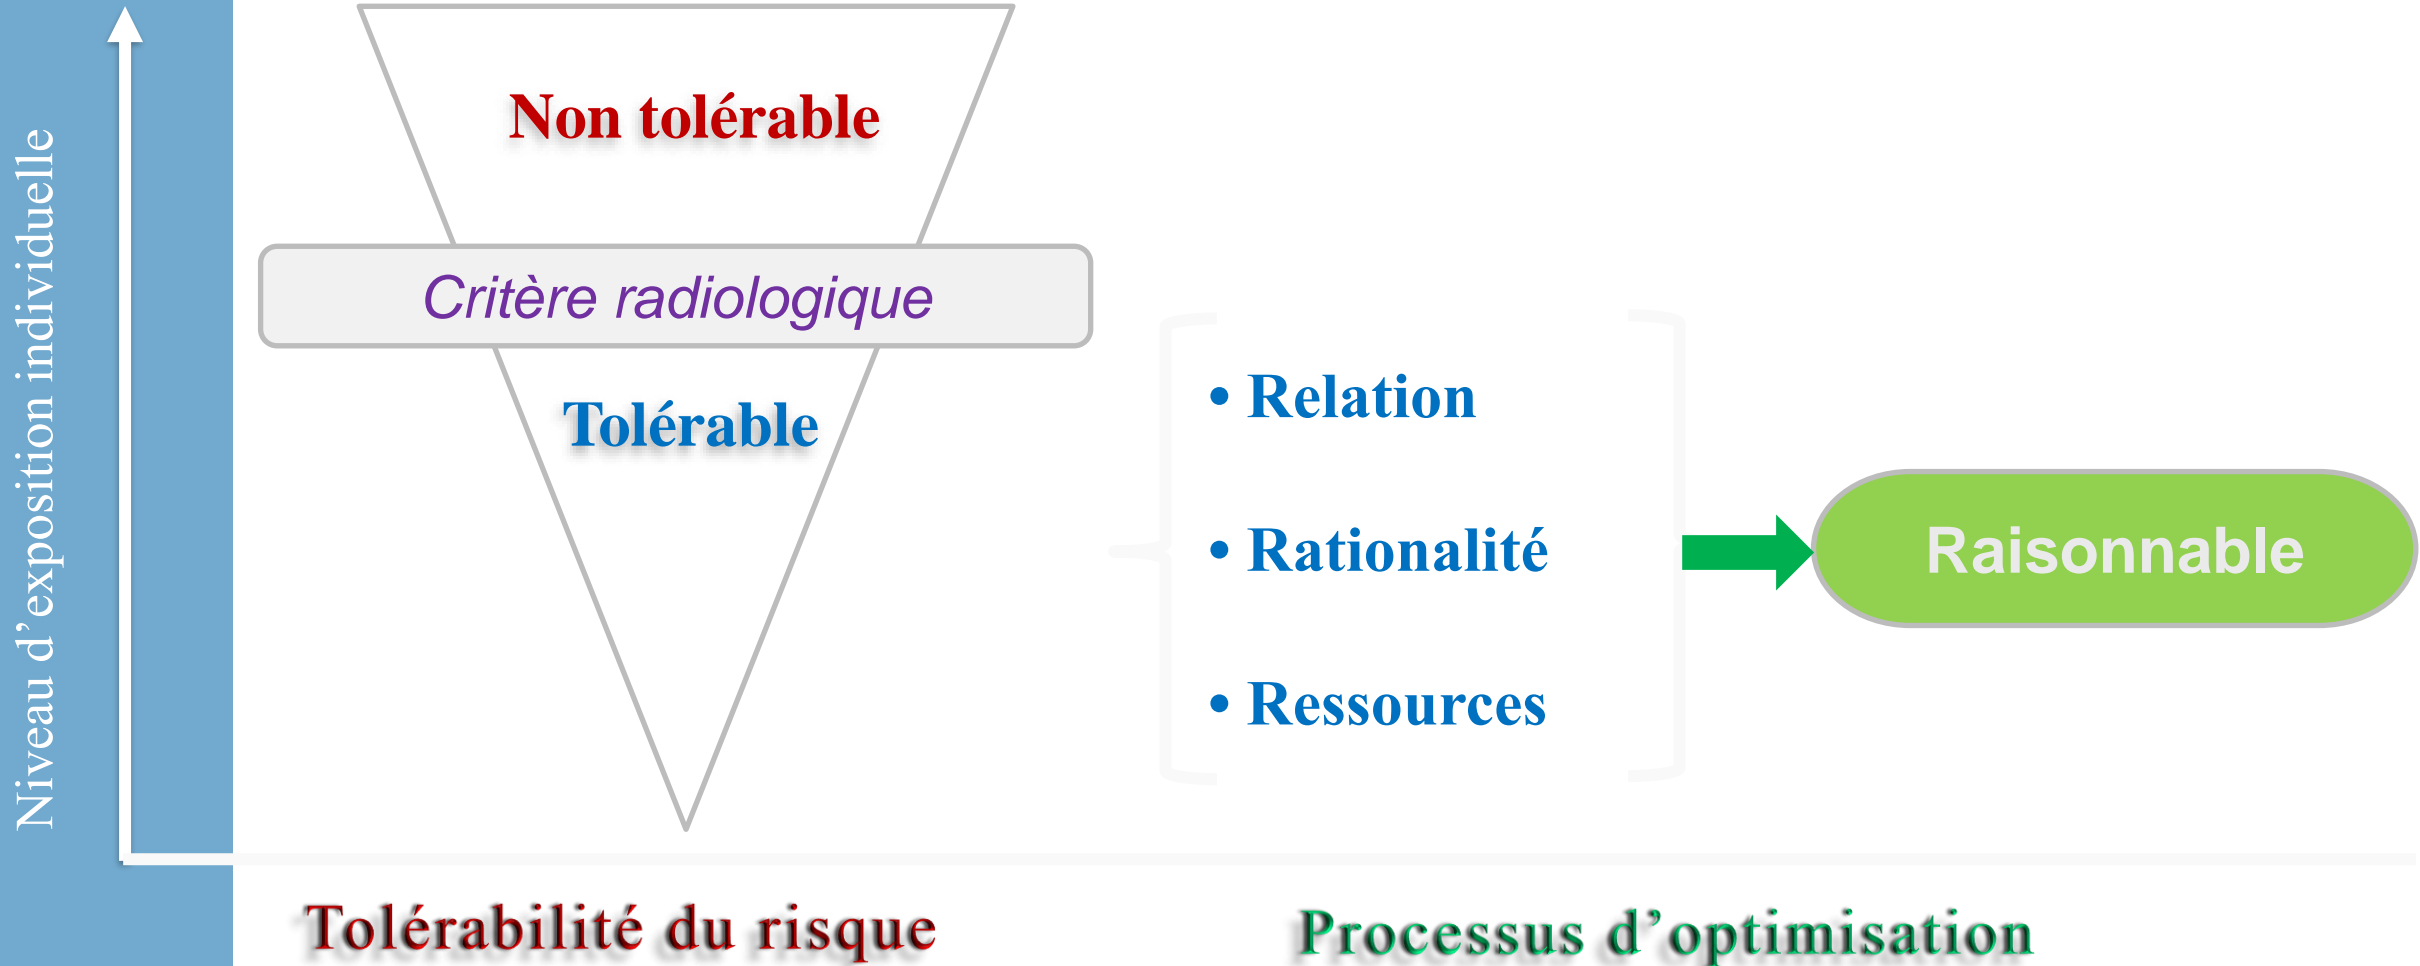 Niveau d’exposition individuelle
Non tolérable
Critère radiologique
Tolérable
• Relation
• Rationalité
• Ressources
Raisonnable
Tolérabilité du risque
Processus d’optimisation